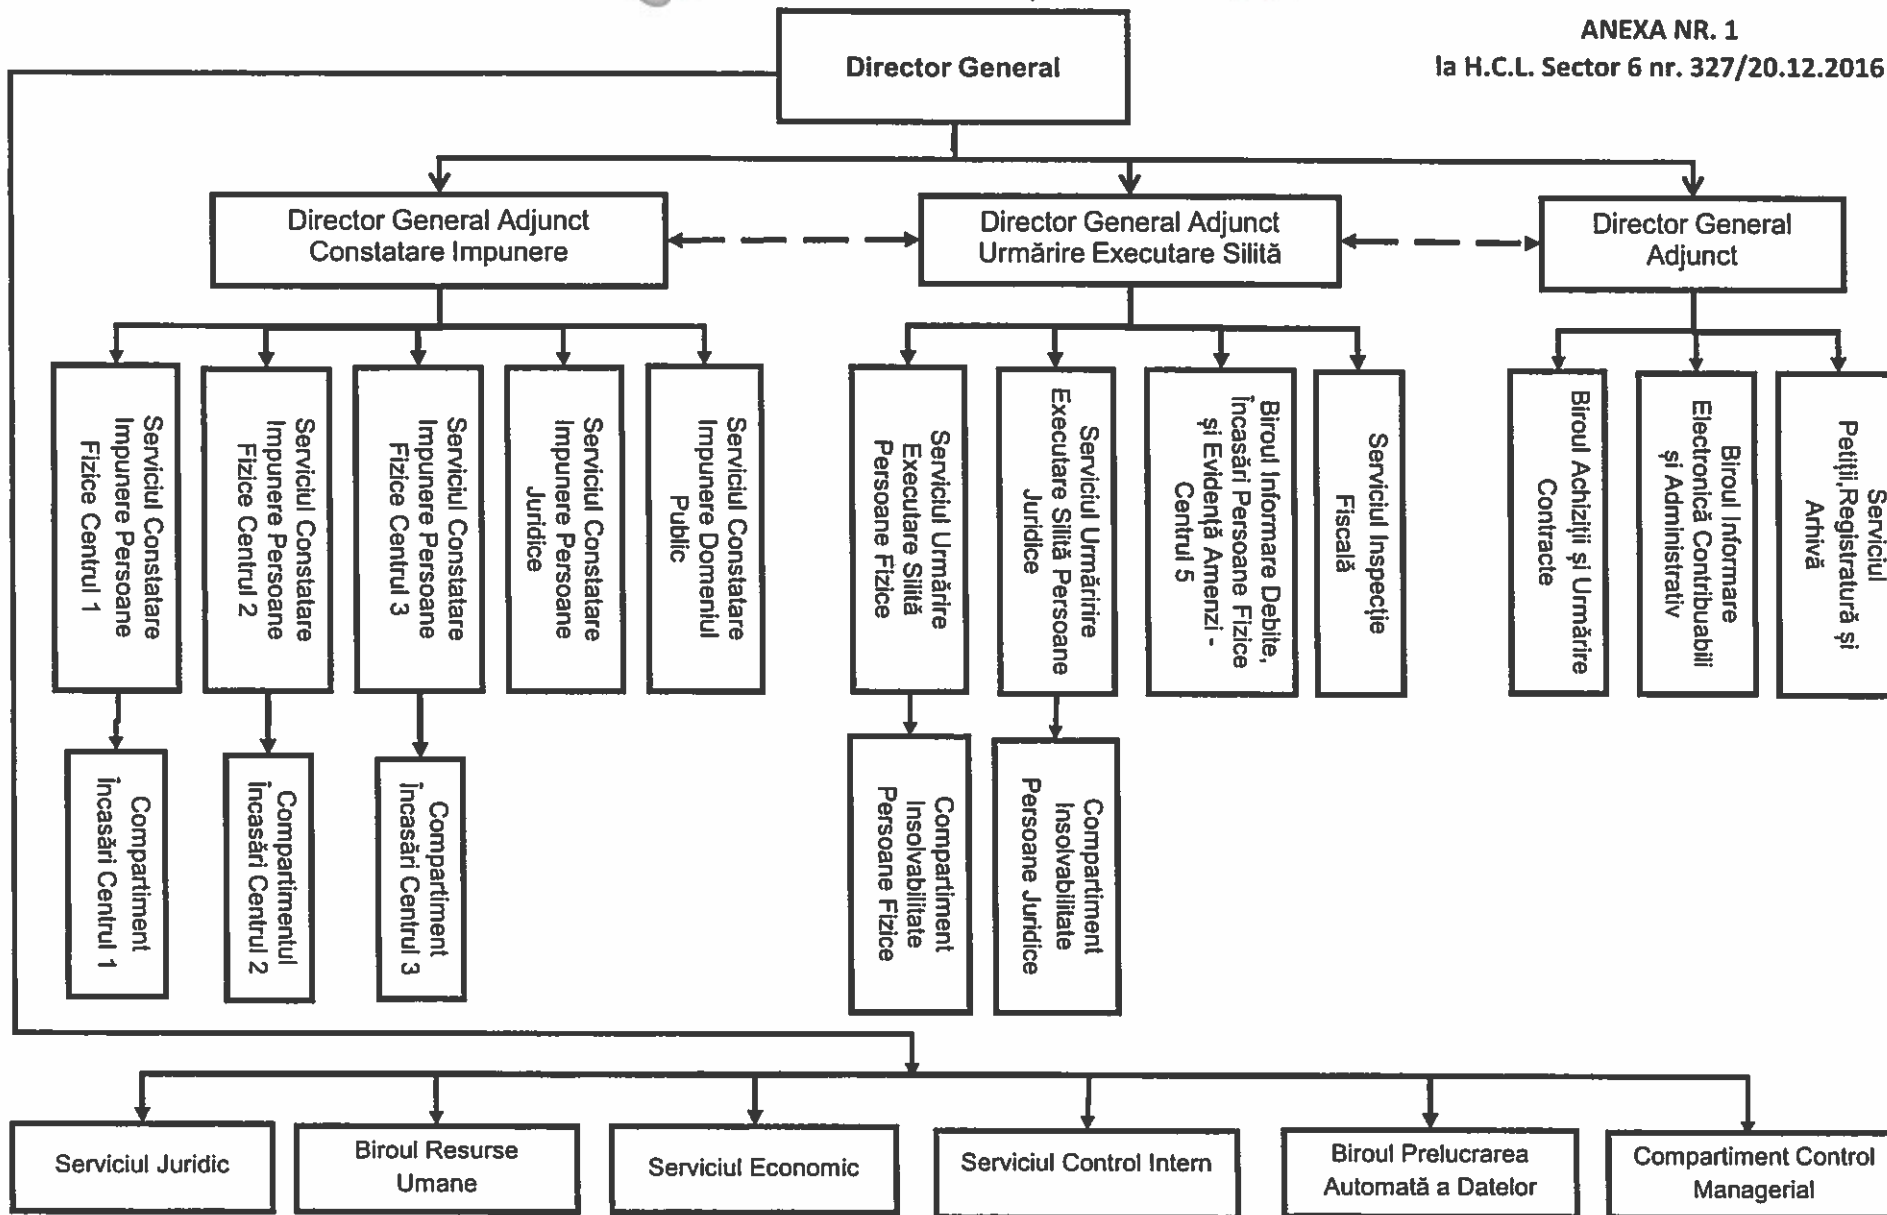 ANEXA NR. 1
la H.C.L. Sector 6 nr. 327/20.12.2016
Director General
Director General Adjunct
Constatare Impunere
Director General Adjunct
Urmărire Executare Silită
Director General
Adjunct
Serviciul Constatare
Impunere Persoane
Fizice Centrul 1
Serviciul Constatare
Impunere Persoane
Fizice Centrul 2
Serviciul Constatare
Impunere Persoane
Fizice Centrul 3
Serviciul Constatare
Impunere Persoane
Juridice
Serviciul Constatare
Impunere Domeniul
Public
Serviciul Urmărire
Executare Silită
Persoane Fizice
Serviciul Urmăririre
Executare Silită Persoane
Juridice
Biroul Informare Debite,
Încasări Persoane Fizice
și Evidență Amenzi -
Centrul 5
Serviciul Inspecție
Fiscală
Biroul Achiziții și Urmărire
Contracte
Biroul Informare
Electronică Contribuabili
și Administrativ
Serviciul
Petiții,Registratură și
Arhivă
Compartiment
Încasări Centrul 1
Compartimentul
Încasări Centrul 2
Compartiment
Încasări Centrul 3
Compartiment
Insolvabilitate
Persoane Fizice
Compartiment
Insolvabilitate
Persoane Juridice
Serviciul Juridic
Biroul Resurse
Umane
Serviciul Economic
Serviciul Control Intern
Biroul Prelucrarea
Automată a Datelor
Compartiment Control
Managerial